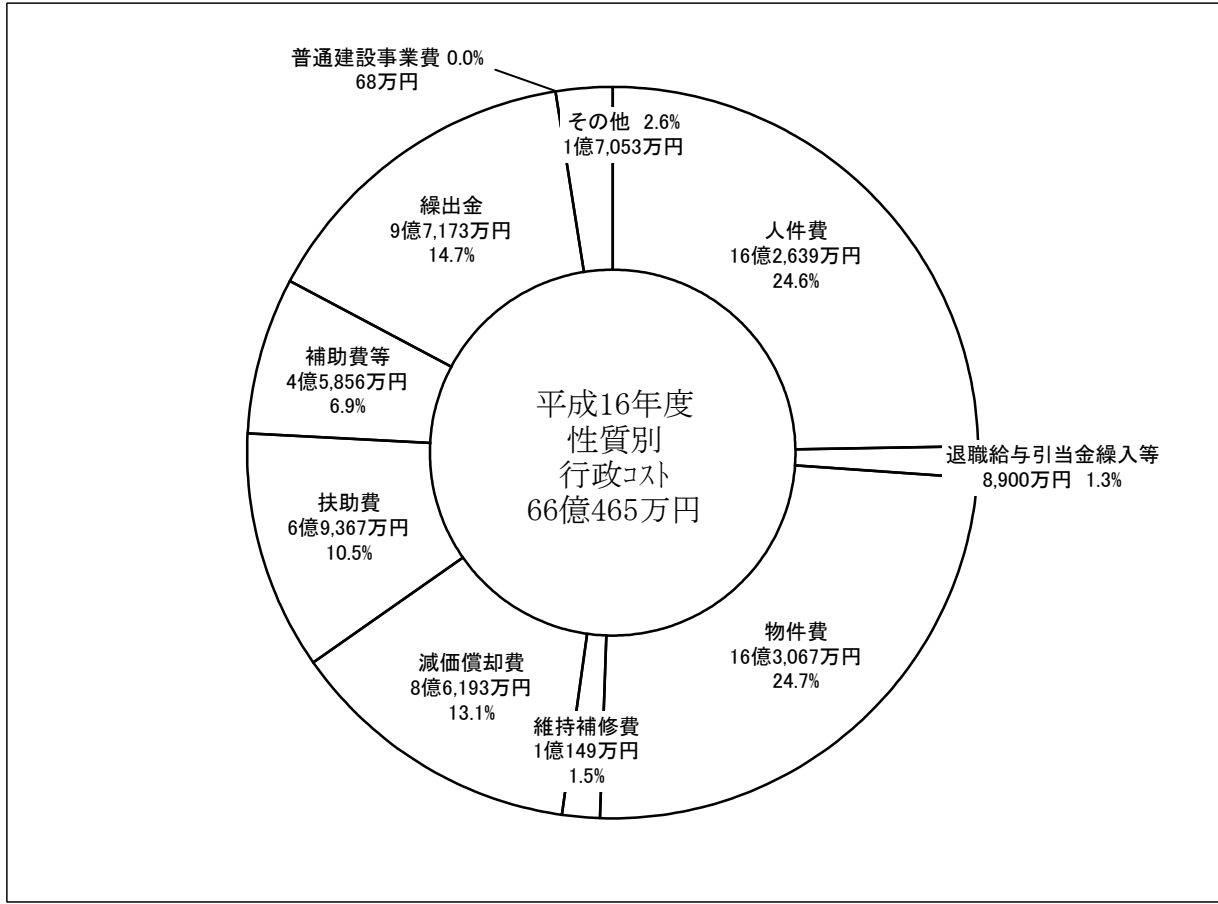 普通建設事業費 0.0%
68万円
その他 2.6%
1億7,053万円
繰出金
9億7,173万円
14.7%
人件費
16億2,639万円
24.6%
補助費等
4億5,856万円
6.9%
平成16年度
性質別
行政コスト
66億465万円
退職給与引当金繰入等
8,900万円 1.3%
扶助費
6億9,367万円
10.5%
物件費
16億3,067万円
24.7%
減価償却費
8億6,193万円
13.1%
維持補修費
1億149万円
1.5%